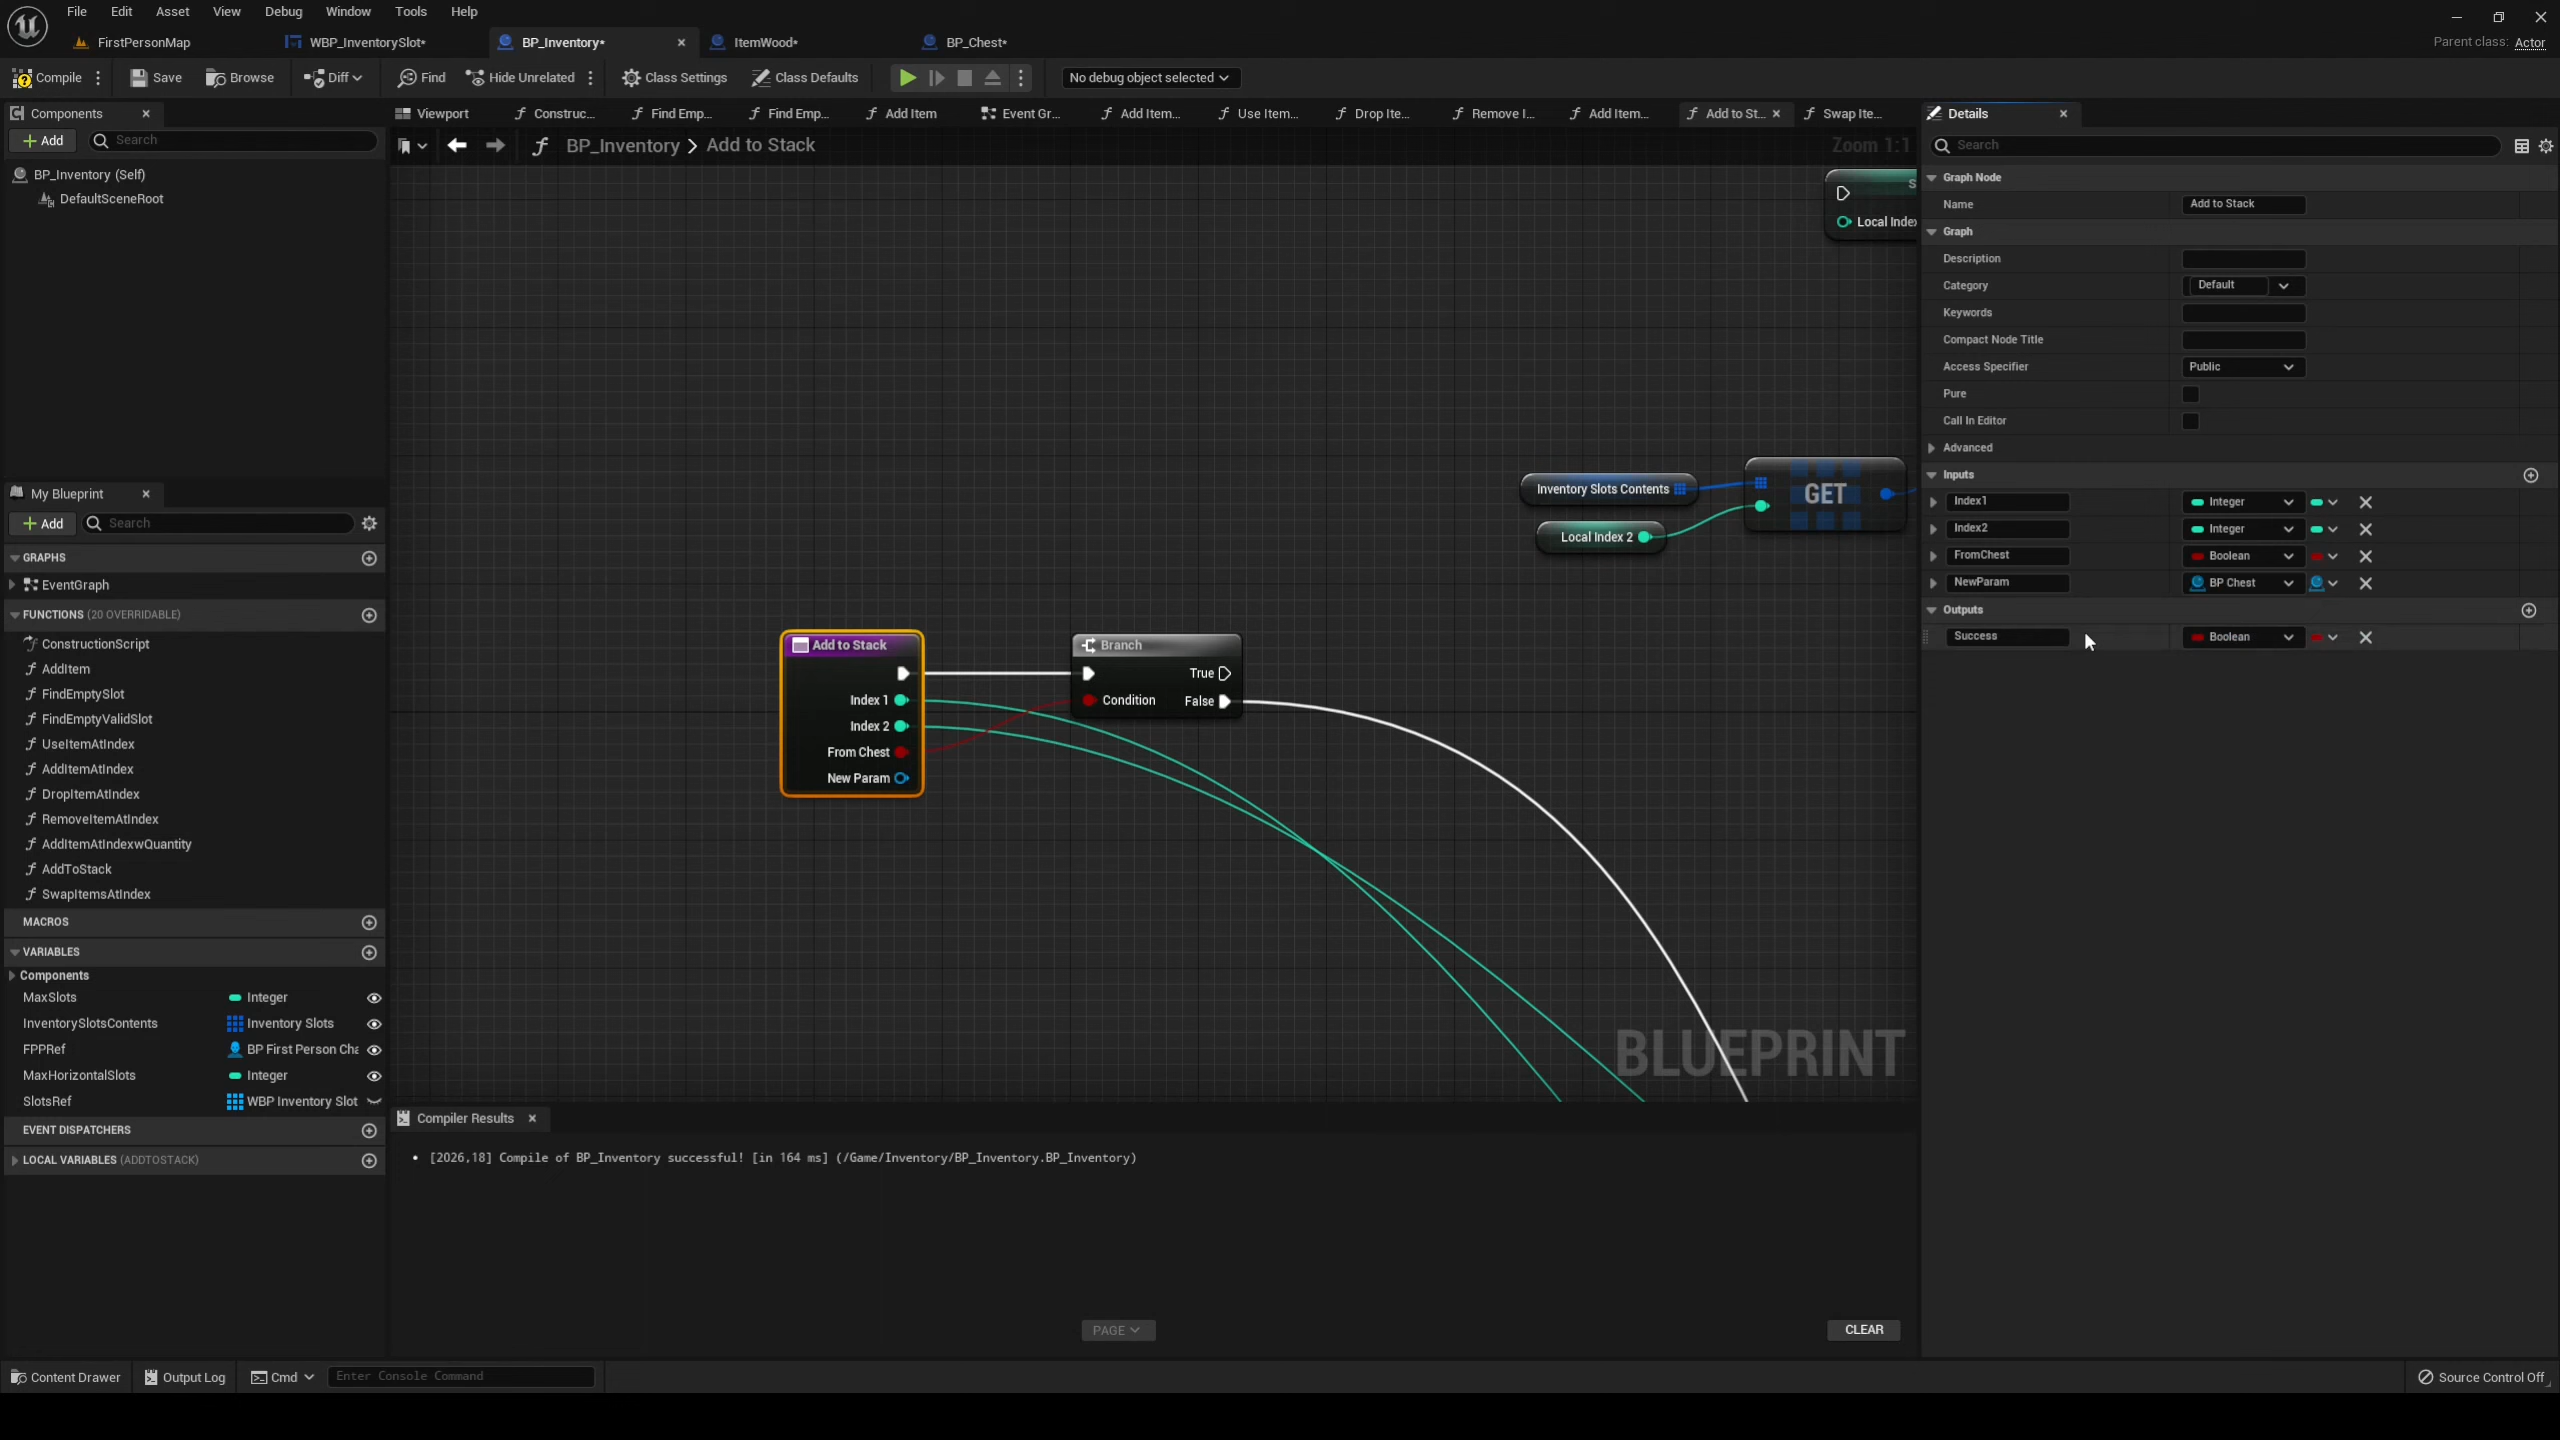 File Edit Asset View Debug Window Tools Help
FirstPersonMap WBP_InventorySlot* BP_Inventory* ItemWood* BP_Chest*
Parent class: Actor
Compile Save Browse Diff Find Hide Unrelated Class Settings Class Defaults No debug object selected
Components
Viewport Construc... Find Emp... Find Emp... Add Item Event Gr... Add Item... Use Item... Drop Ite... Remove I... Add Item... Add to St... Swap Ite...
Details
Add Search
BP_Inventory > Add to Stack
Zoom 1:1
Search
BP_Inventory (Self)
DefaultSceneRoot
Graph Node
Name Add to Stack
Graph
Description
Category Default
Keywords
Compact Node Title
Access Specifier Public
Pure
Call In Editor
Advanced
Inputs
Index1 Integer
Index2 Integer
FromChest Boolean
NewParam BP Chest
Outputs
Success Boolean
Local Index
Inventory Slots Contents
GET
Local Index 2
Add to Stack
Index 1
Index 2
From Chest
New Param
Branch
True
Condition False
BLUEPRINT
My Blueprint
Add Search
GRAPHS
EventGraph
FUNCTIONS (20 OVERRIDABLE)
ConstructionScript
AddItem
FindEmptySlot
FindEmptyValidSlot
UseItemAtIndex
AddItemAtIndex
DropItemAtIndex
RemoveItemAtIndex
AddItemAtIndexwQuantity
AddToStack
SwapItemsAtIndex
MACROS
VARIABLES
Components
MaxSlots Integer
InventorySlotsContents Inventory Slots
FPPRef BP First Person Cha
MaxHorizontalSlots Integer
SlotsRef WBP Inventory Slot
EVENT DISPATCHERS
LOCAL VARIABLES (ADDTOSTACK)
Compiler Results
[2026,18] Compile of BP_Inventory successful! [in 164 ms] (/Game/Inventory/BP_Inventory.BP_Inventory)
PAGE
CLEAR
Content Drawer Output Log Cmd Enter Console Command
Source Control Off